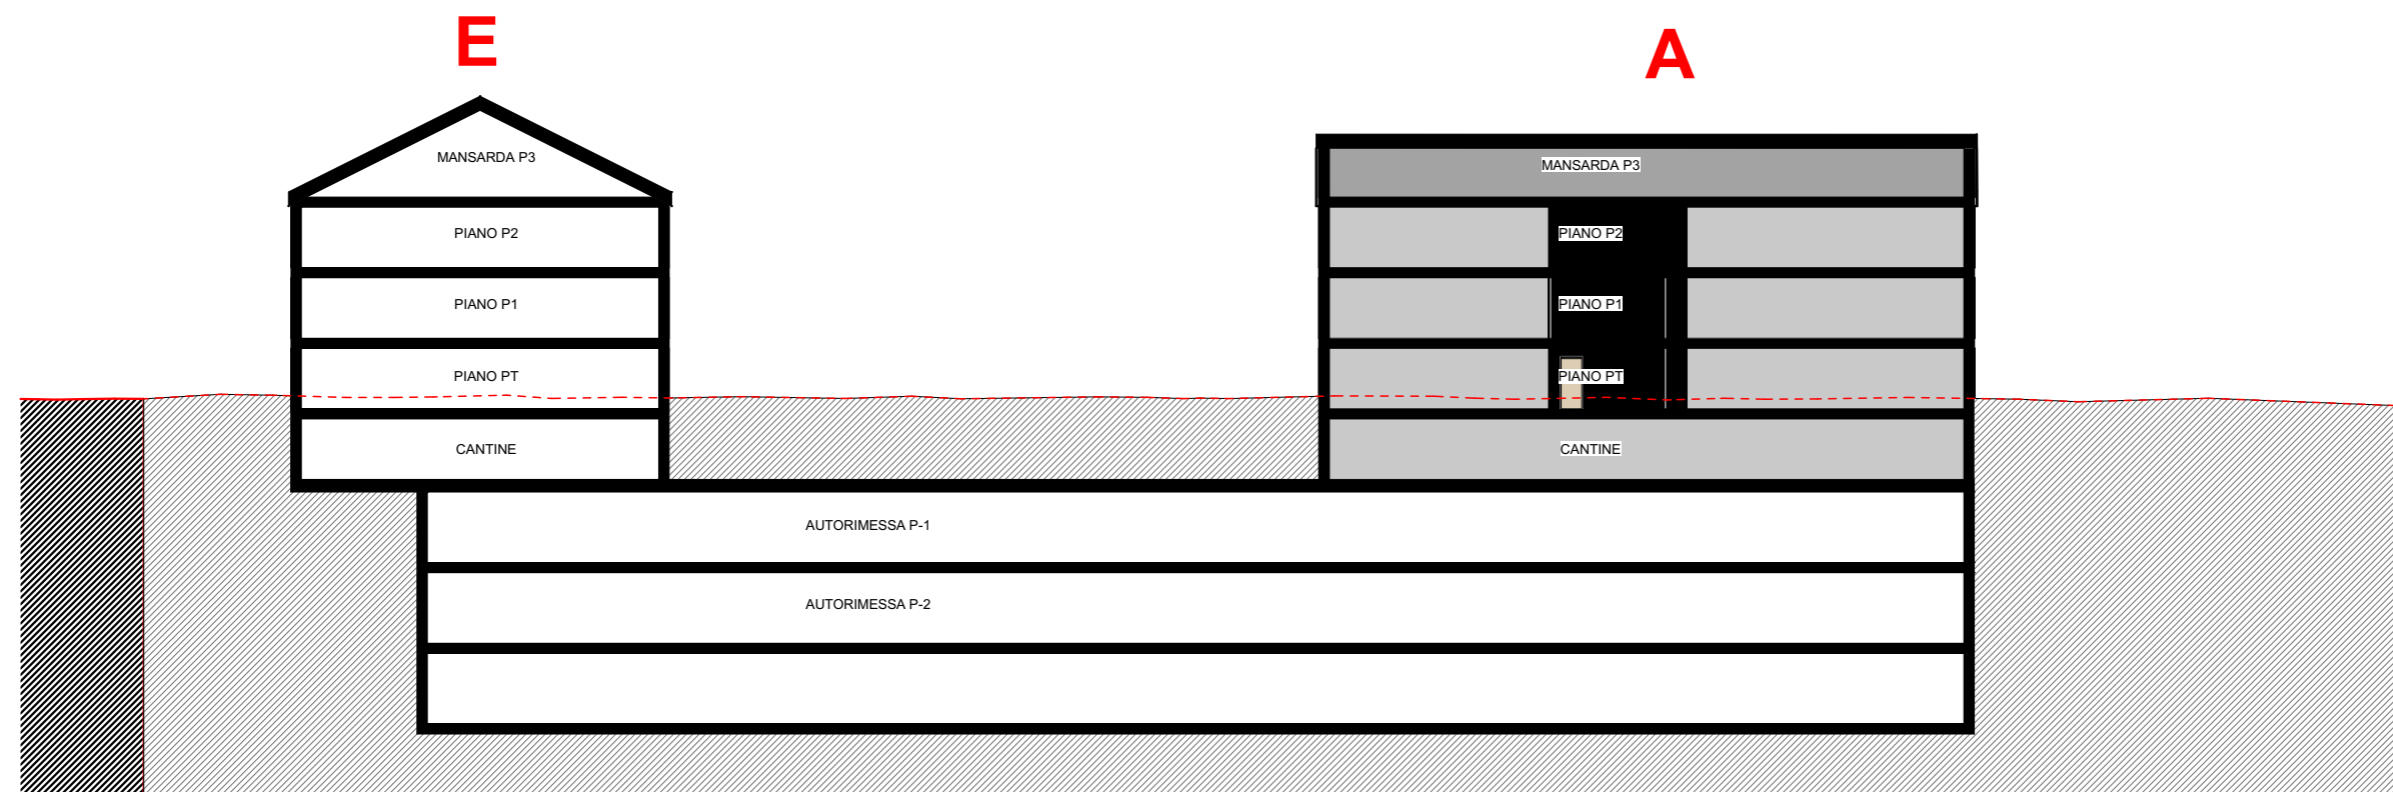 E
A
MANSARDA P3
MANSARDA P3
PIANO P2
PIANO P2
PIANO P1
PIANO P1
PIANO PT
PIANO PT
CANTINE
CANTINE
AUTORIMESSA P-1
AUTORIMESSA P-2